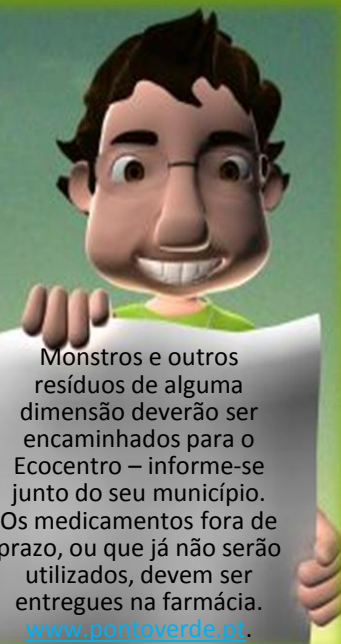 Monstros e outros
resíduos de alguma
dimensão deverão ser
encaminhados para o
Ecocentro – informe-se
junto do seu município.
Os medicamentos fora de
prazo, ou que já não serão
utilizados, devem ser
entregues na farmácia.
www.pontoverde.pt.